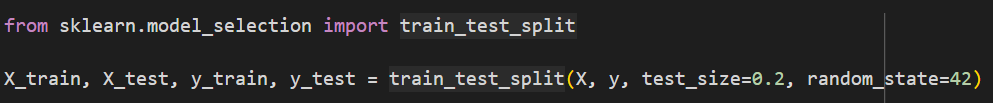 from sklearn.model_selection import train_test_split
X_train, X_test, y_train, y_test = train_test_split(X, y, test_size=0.2, random_state=42)